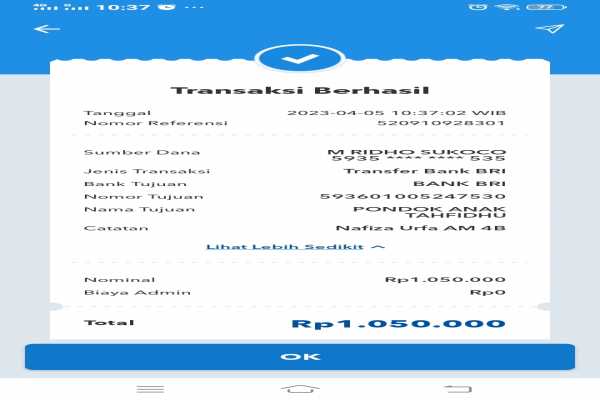 10:37
Transaksi Berhasil
Tanggal 2023-04-05 10:37:02 WIB
Nomor Referensi 520910928301
Sumber Dana M RIDHO SUKOCO
5935 **** **** 535
Jenis Transaksi Transfer Bank BRI
Bank Tujuan BANK BRI
Nomor Tujuan 593601005247530
Nama Tujuan PONDOK ANAK
TAHFIDHU
Catatan Nafiza Urfa AM 4B
Lihat Lebih Sedikit
Nominal Rp1.050.000
Biaya Admin Rp0
Total Rp1.050.000
OK